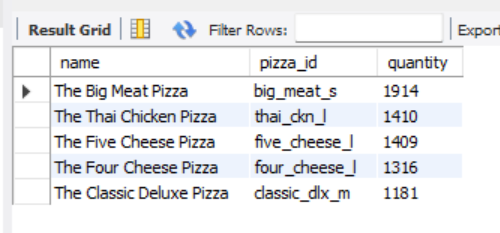 Result Grid Filter Rows: Export
name pizza_id quantity
The Big Meat Pizza big_meat_s 1914
The Thai Chicken Pizza thai_ckn_l 1410
The Five Cheese Pizza five_cheese_l 1409
The Four Cheese Pizza four_cheese_l 1316
The Classic Deluxe Pizza classic_dlx_m 1181